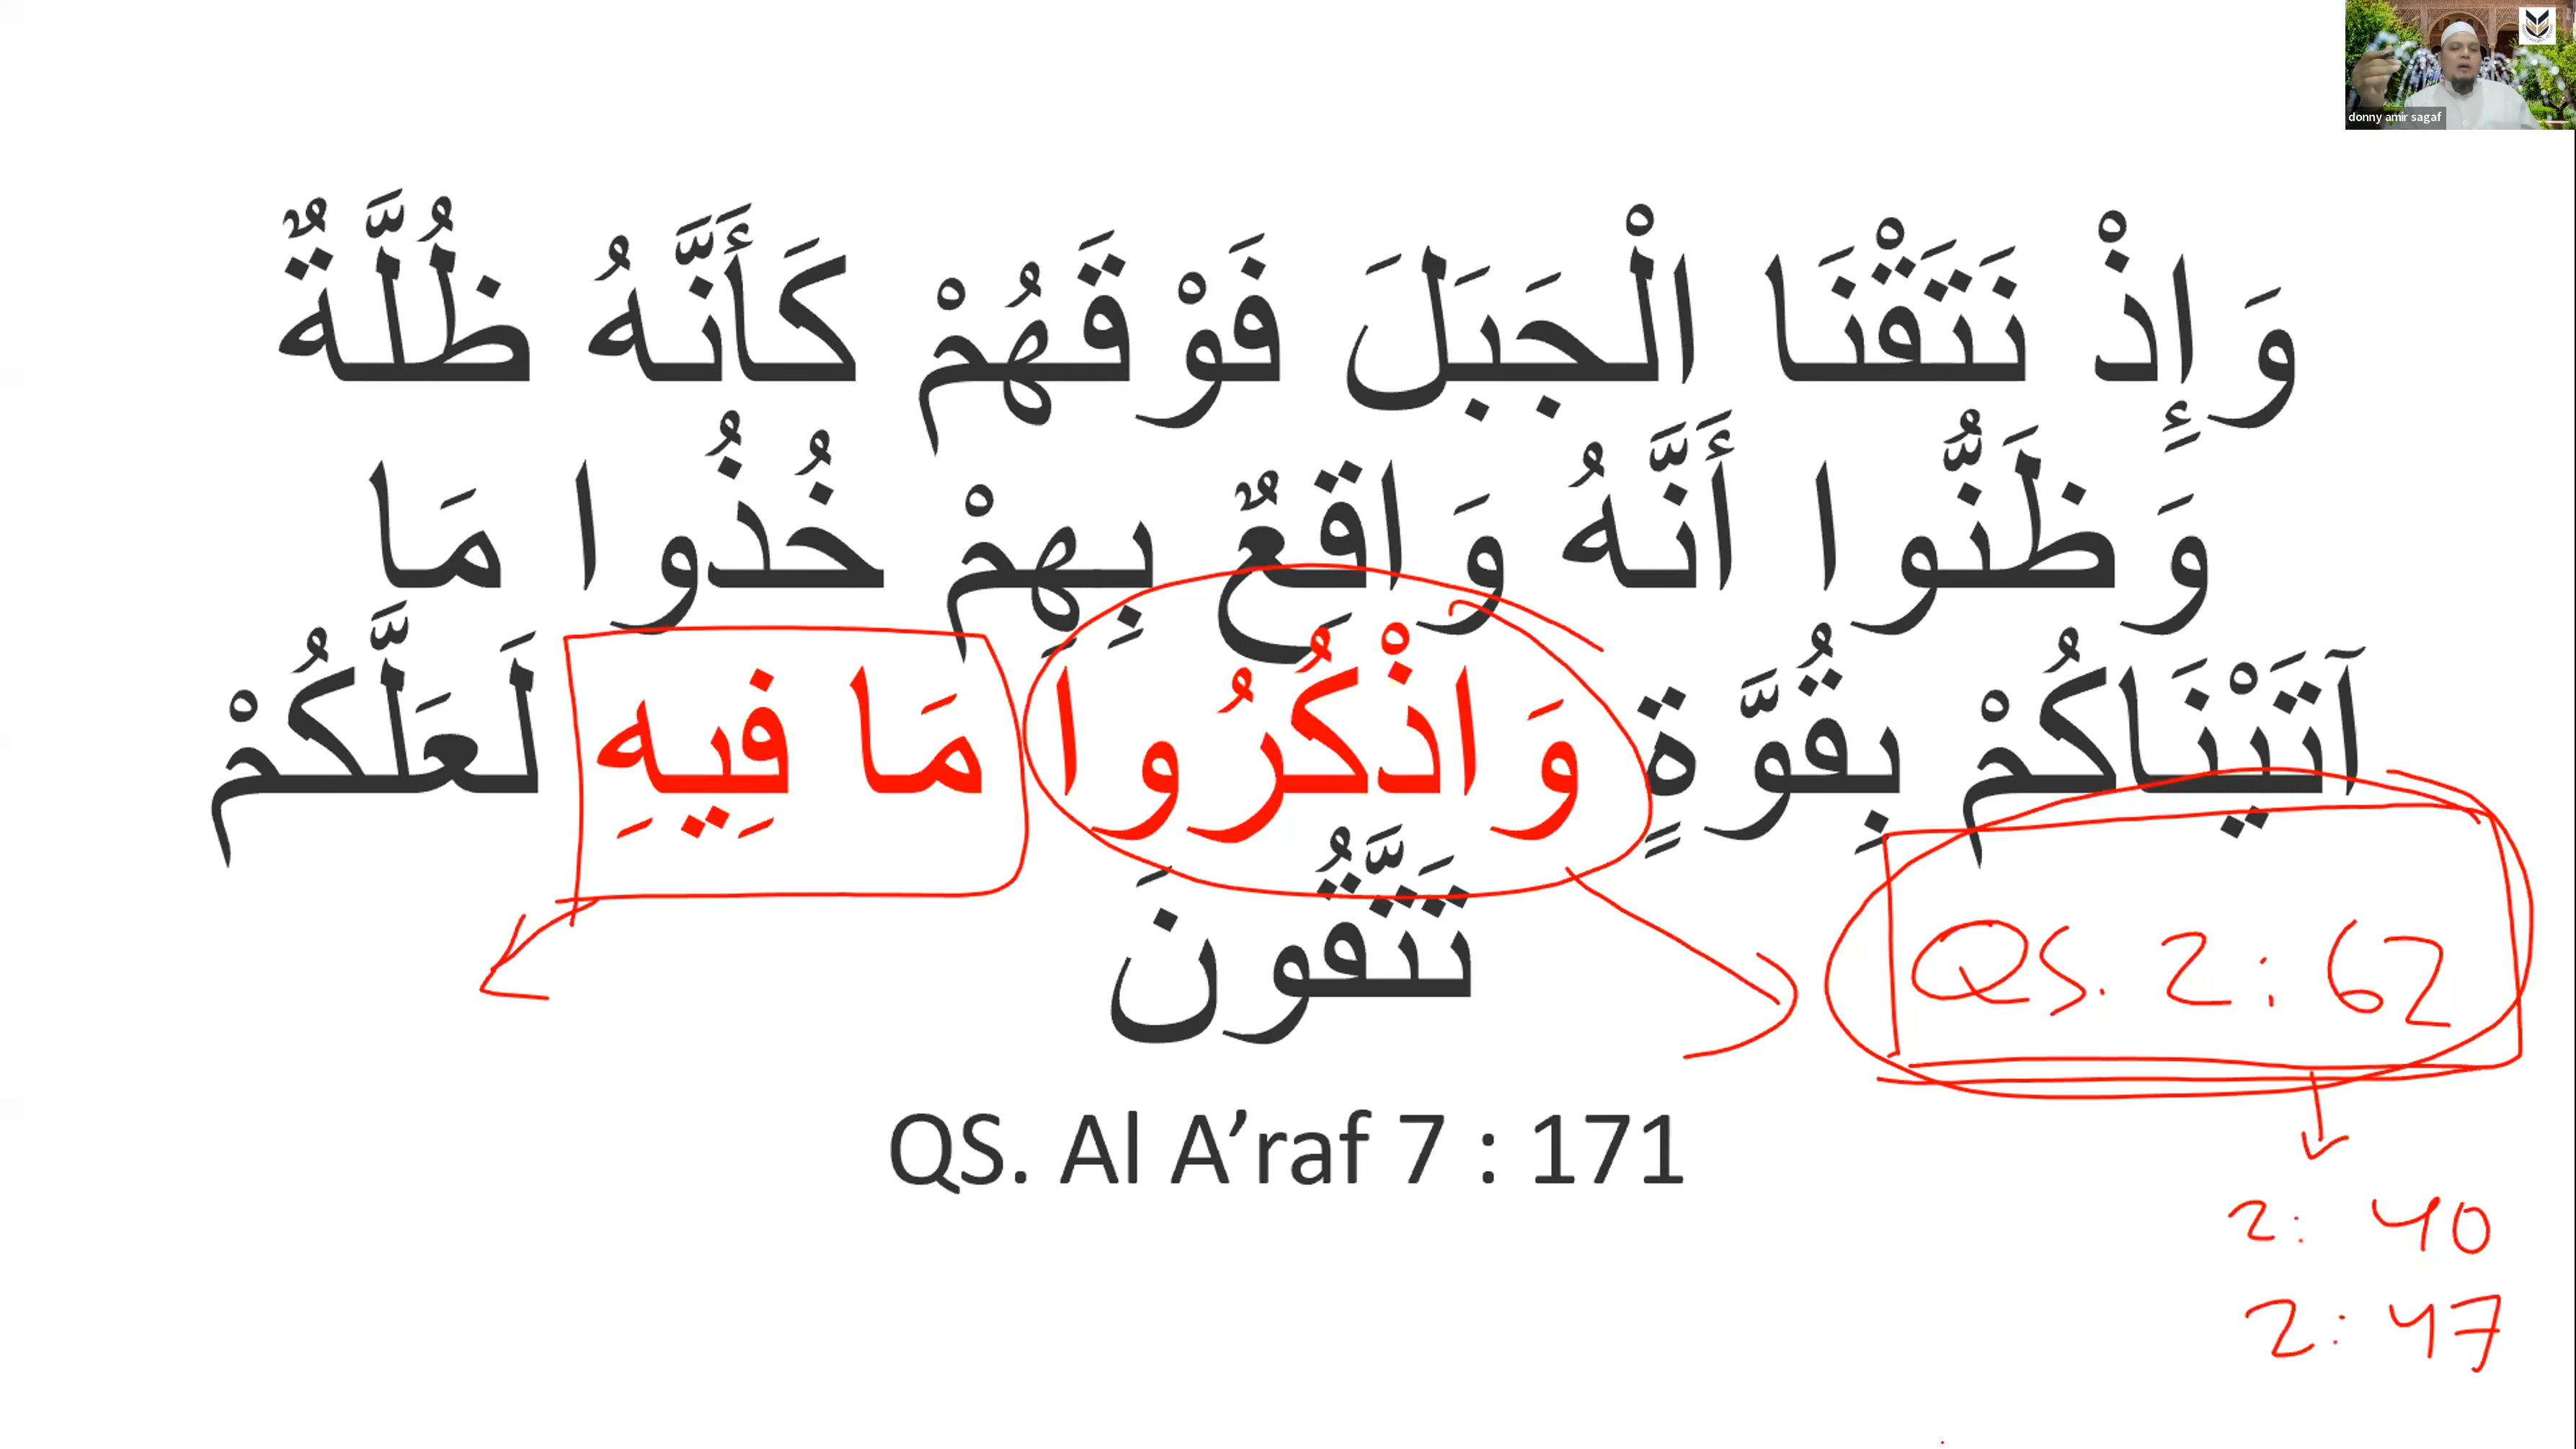 donny amir sagaf
وَإِذْ نَتَقْنَا الْجَبَلَ فَوْقَهُمْ كَأَنَّهُ ظُلَّةٌ
وَظَنُّوا أَنَّهُ وَاقِعٌ بِهِمْ خُذُوا مَا
آتَيْنَاكُمْ بِقُوَّةٍ وَاذْكُرُوا مَا فِيهِ لَعَلَّكُمْ
تَتَّقُونَ
QS. 2 : 62
QS. Al A’raf 7 : 171
2: 40
2: 47